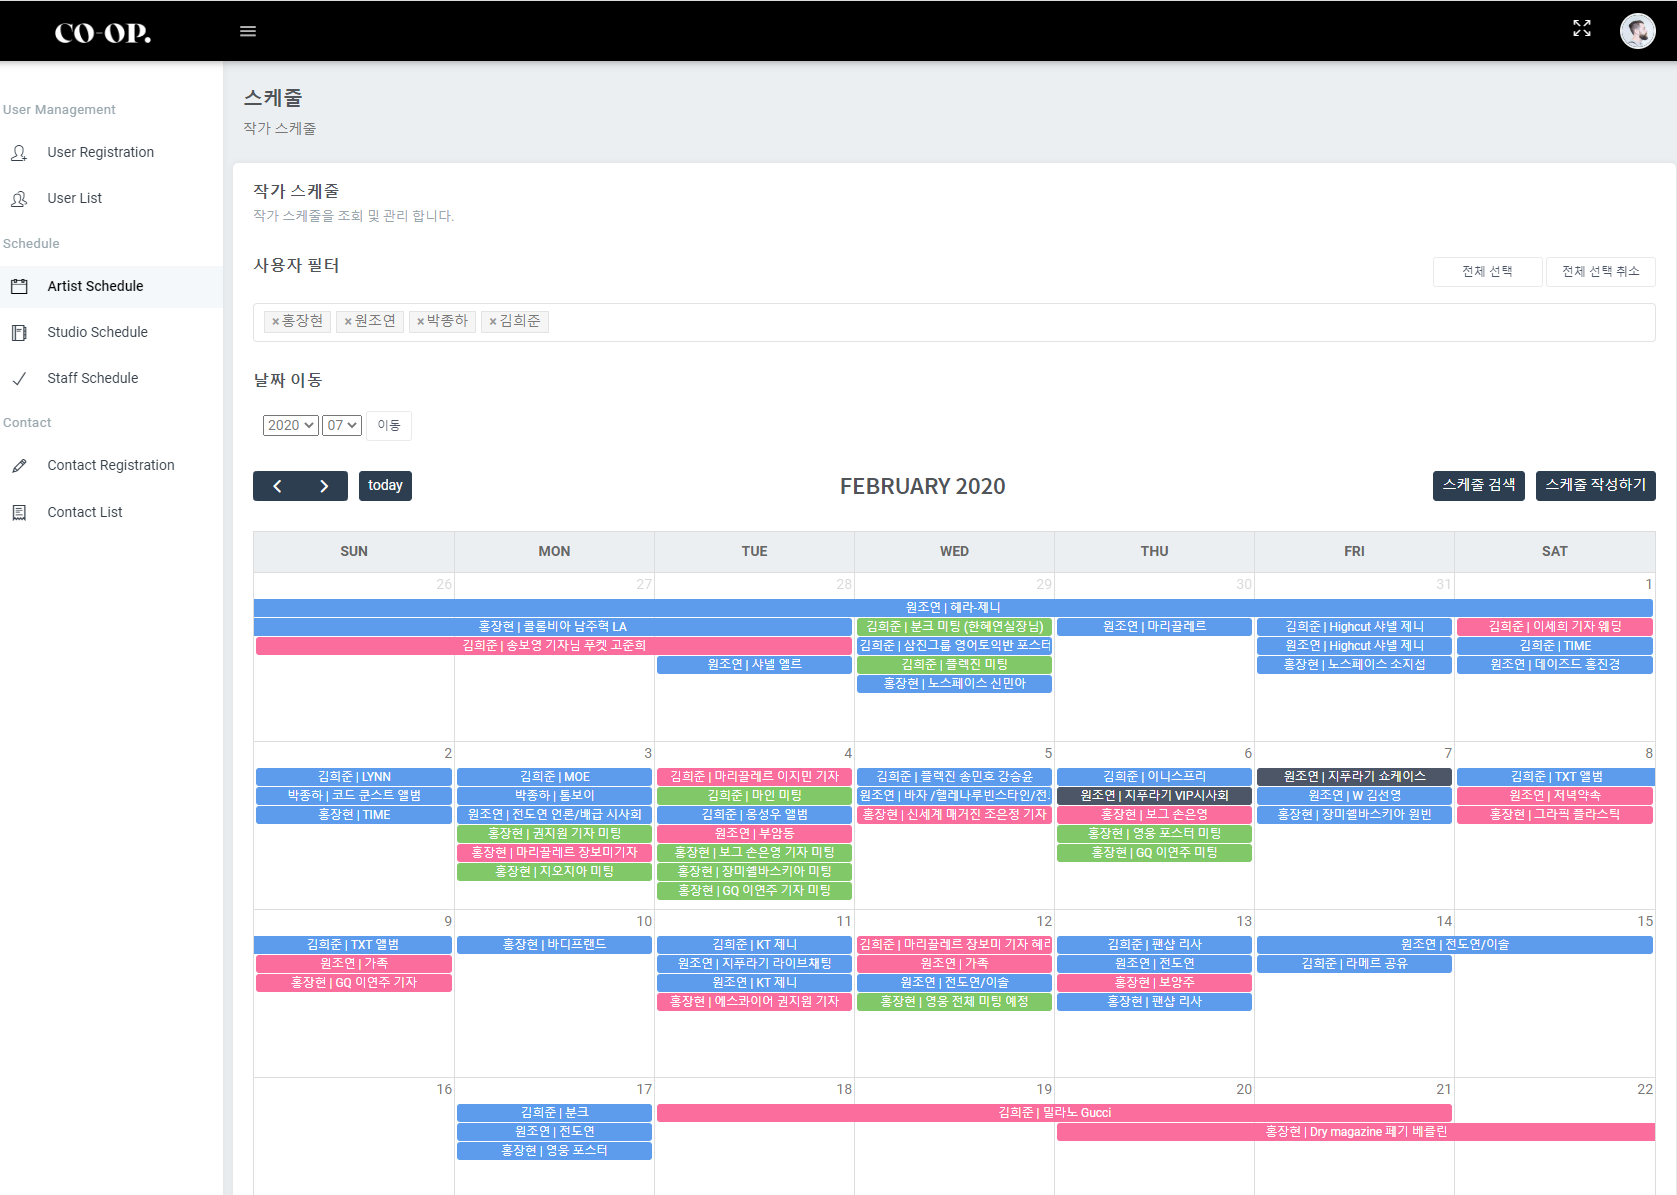 CO-OP.
User Management
User Registration
User List
Schedule
Artist Schedule
Studio Schedule
Staff Schedule
Contact
Contact Registration
Contact List
스케줄
작가 스케줄
작가 스케줄
작가 스케줄을 조회 및 관리 합니다.
사용자 필터
전체 선택
전체 선택 취소
×홍장현 ×원조연 ×박종하 ×김희준
날짜 이동
2020 07 이동
today
FEBRUARY 2020
스케줄 검색
스케줄 작성하기
SUN MON TUE WED THU FRI SAT
26 27 28 29 30 31 1
원조연 | 헤라-제니
홍장현 | 콜롬비아 남주혁 LA
김희준 | 분크 미팅 (한혜연실장님)
원조연 | 마리끌레르
김희준 | Highcut 샤넬 제니
김희준 | 이세희 기자 웨딩
김희준 | 송보영 기자님 푸켓 고준희
김희준 | 삼진그룹 영어토익반 포스터
원조연 | Highcut 샤넬 제니
김희준 | TIME
원조연 | 샤넬 엘르
김희준 | 플렉진 미팅
홍장현 | 노스페이스 소지섭
원조연 | 데이즈드 홍진경
홍장현 | 노스페이스 신민아
2 3 4 5 6 7 8
김희준 | LYNN
김희준 | MOE
김희준 | 마리끌레르 이지민 기자
김희준 | 플렉진 송민호 강승윤
김희준 | 이니스프리
원조연 | 지푸라기 쇼케이스
김희준 | TXT 앨범
박종하 | 코드 쿤스트 앨범
박종하 | 톰보이
김희준 | 마인 미팅
원조연 | 바자 /헬레나루빈스타인/전
원조연 | 지푸라기 VIP시사회
원조연 | W 김선영
원조연 | 저녁약속
홍장현 | TIME
원조연 | 전도연 언론/배급 시사회
김희준 | 옹성우 앨범
홍장현 | 신세계 매거진 조은정 기자
홍장현 | 보그 손은영
홍장현 | 장미쉘바스키아 원빈
홍장현 | 그라픽 플라스틱
홍장현 | 권지원 기자 미팅
원조연 | 부암동
홍장현 | 영웅 포스터 미팅
홍장현 | 마리끌레르 장보미기자
홍장현 | 보그 손은영 기자 미팅
홍장현 | GQ 이연주 미팅
홍장현 | 지오지아 미팅
홍장현 | 장미쉘바스키아 미팅
홍장현 | GQ 이연주 기자 미팅
9 10 11 12 13 14 15
김희준 | TXT 앨범
홍장현 | 바디프랜드
김희준 | KT 제니
김희준 | 마리끌레르 장보미 기자 헤라
김희준 | 팬샵 리사
원조연 | 전도연/이솔
원조연 | 가족
원조연 | 지푸라기 라이브채팅
원조연 | 가족
원조연 | 전도연
김희준 | 라메르 공유
홍장현 | GQ 이연주 기자
원조연 | KT 제니
원조연 | 전도연/이솔
홍장현 | 보앙주
홍장현 | 에스콰이어 권지원 기자
홍장현 | 영웅 전체 미팅 예정
홍장현 | 팬샵 리사
16 17 18 19 20 21 22
김희준 | 분크
김희준 | 밀라노 Gucci
원조연 | 전도연
홍장현 | Dry magazine 페기 베를린
홍장현 | 영웅 포스터